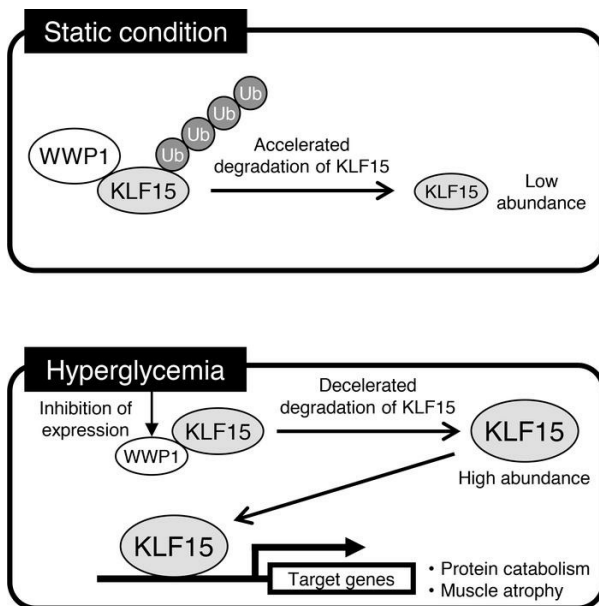 Static condition
Ub
Ub
Ub
Ub
WWP1
KLF15
Accelerated
degradation of KLF15
KLF15
Low
abundance
Hyperglycemia
Inhibition of
expression
WWP1
KLF15
Decelerated
degradation of KLF15
KLF15
High abundance
KLF15
Target genes
• Protein catabolism
• Muscle atrophy